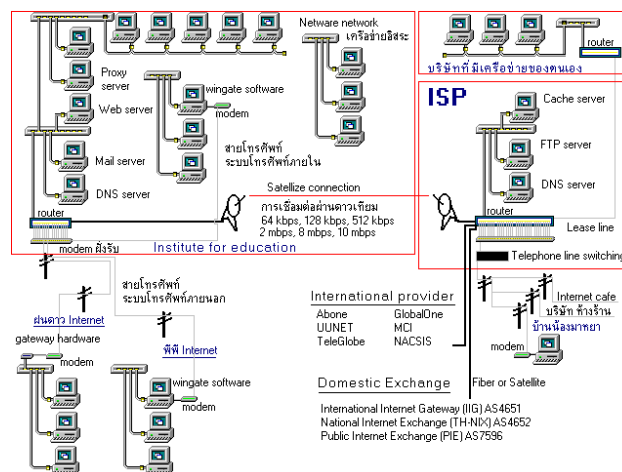 Netware network
เครือข่ายอิสระ
Proxy
server
wingate software
Web server
modem
สายโทรศัพท์
ระบบโทรศัพท์ภายใน
Mail server
DNS server
router
modem ฝั่งรับ
Institute for education
Satellize connection
การเชื่อมต่อผ่านดาวเทียม
64 kbps, 128 kbps, 512 kbps
2 mbps, 8 mbps, 10 mbps
router
บริษัทที่มีเครือข่ายของตนเอง
ISP
Cache server
FTP server
DNS server
router
Lease line
Telephone line switching
สายโทรศัพท์
ระบบโทรศัพท์ภายนอก
ฝนดาว Internet
gateway hardware
modem
พีพี Internet
wingate software
modem
International provider
Abone GlobalOne
UUNET MCI
TeleGlobe NACSIS
Internet cafe
บริษัท ห้างร้าน
บ้านน้องมาหยา
modem
Domestic Exchange
Fiber or Satellite
International Internet Gateway (IIG) AS4651
National Internet Exchange (TH-NIX) AS4652
Public Internet Exchange (PIE) AS7596